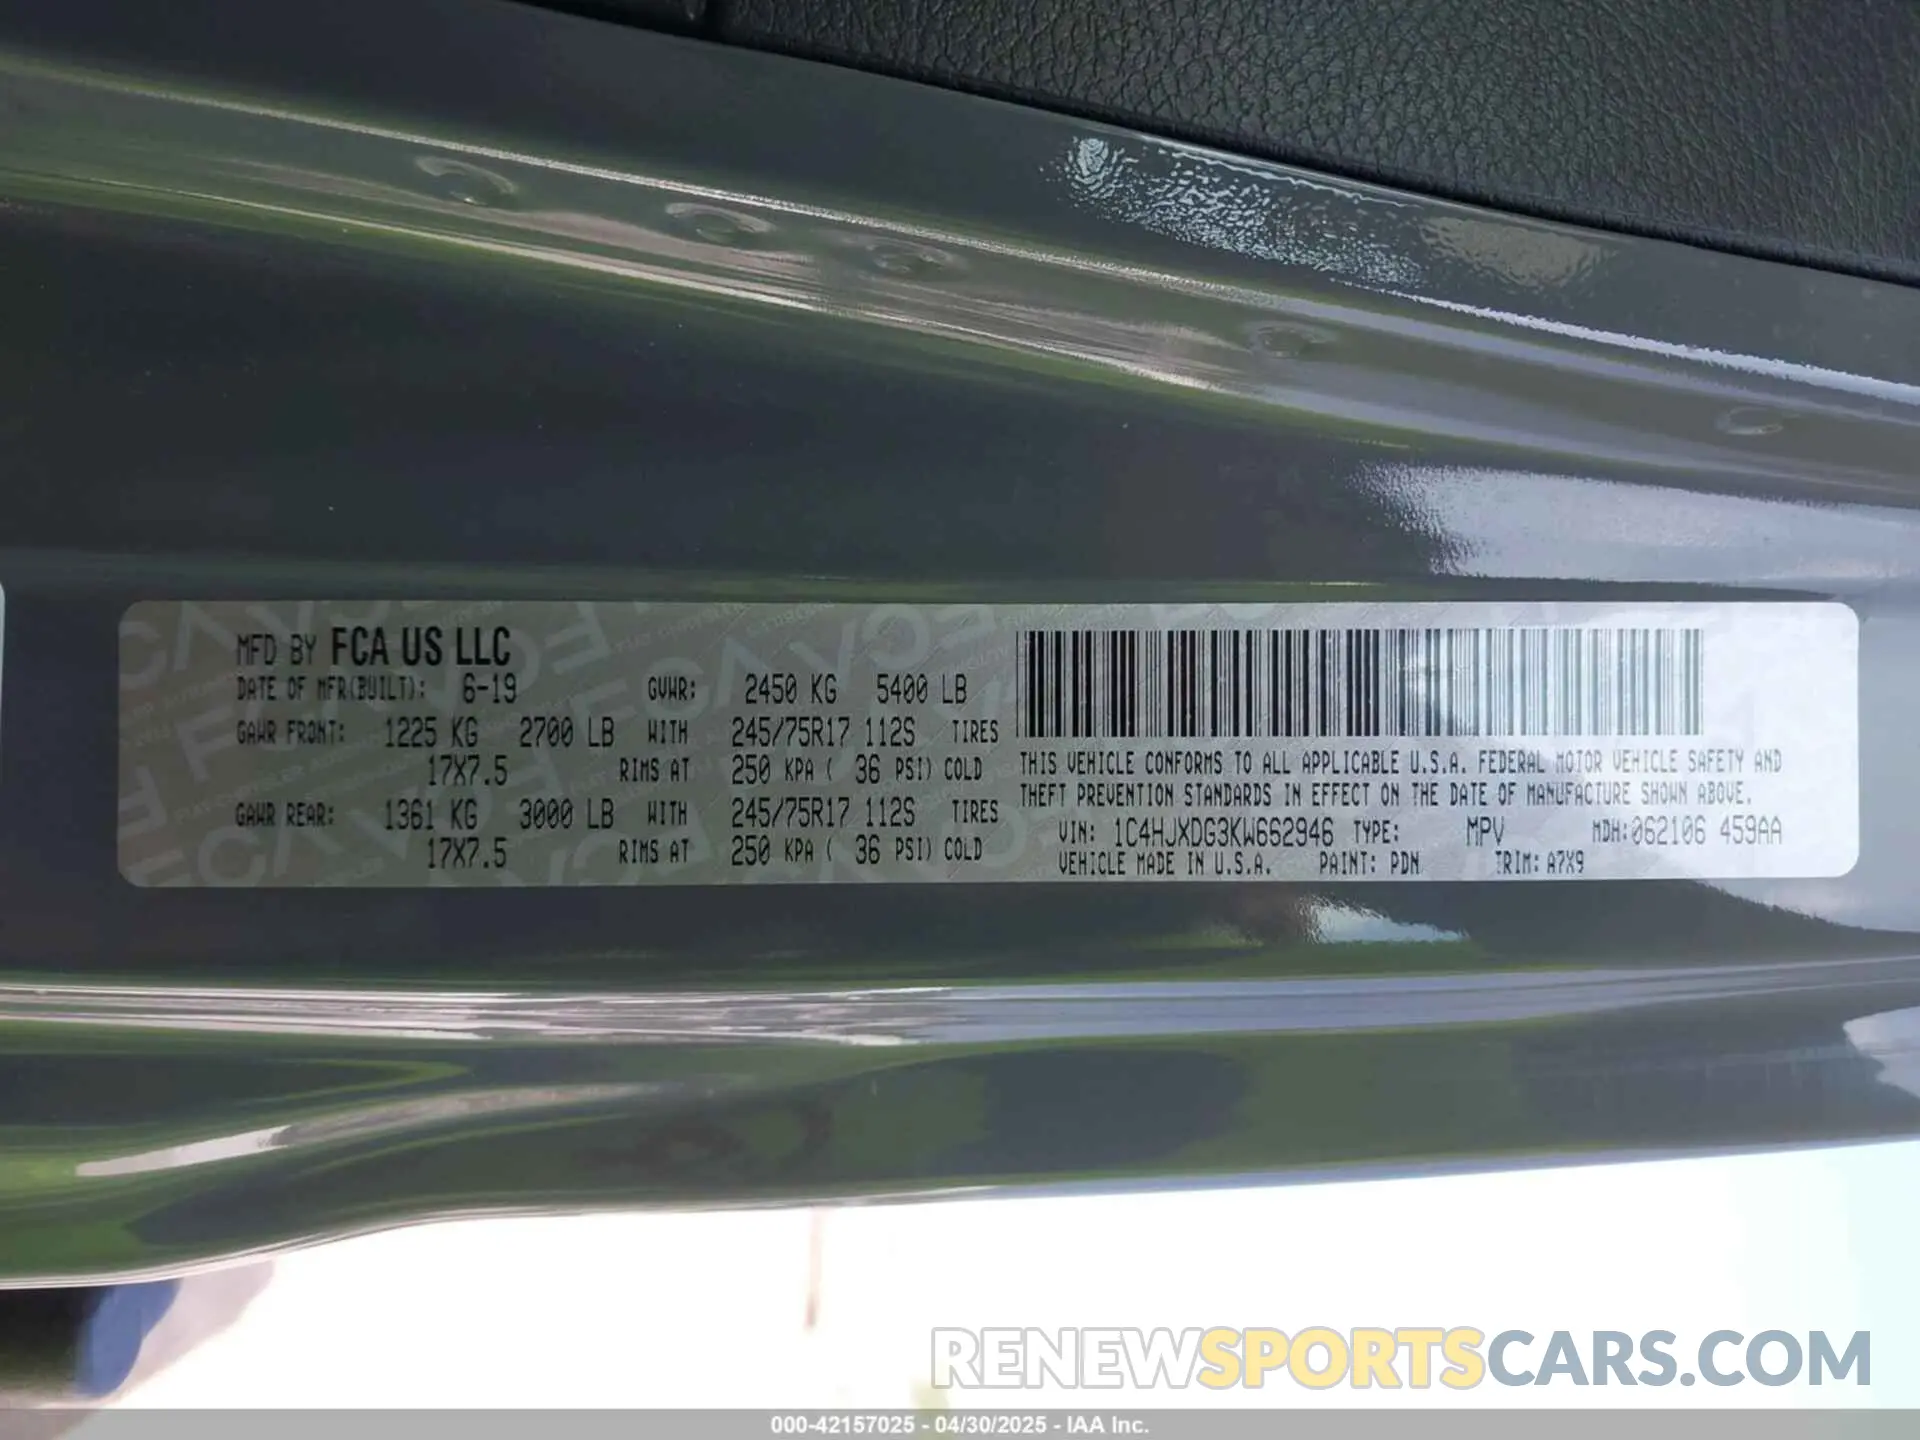 MFD BY FCA US LLC
DATE OF MFR(BUILT): 6-19 GVWR: 2450 KG 5400 LB
GAWR FRONT: 1225 KG 2700 LB WITH 245/75R17 112S TIRES
17X7.5 RIMS AT 250 KPA ( 36 PSI) COLD
GAWR REAR: 1361 KG 3000 LB WITH 245/75R17 112S TIRES
17X7.5 RIMS AT 250 KPA ( 36 PSI) COLD
THIS VEHICLE CONFORMS TO ALL APPLICABLE U.S.A. FEDERAL MOTOR VEHICLE SAFETY AND
THEFT PREVENTION STANDARDS IN EFFECT ON THE DATE OF MANUFACTURE SHOWN ABOVE.
VIN: 1C4HJXDG3KW662946 TYPE: MPV MDH:062106 459AA
VEHICLE MADE IN U.S.A. PAINT: PDN TRIM: A7X9
RENEWSPORTSCARS.COM
000-42157025 - 04/30/2025 - IAA Inc.